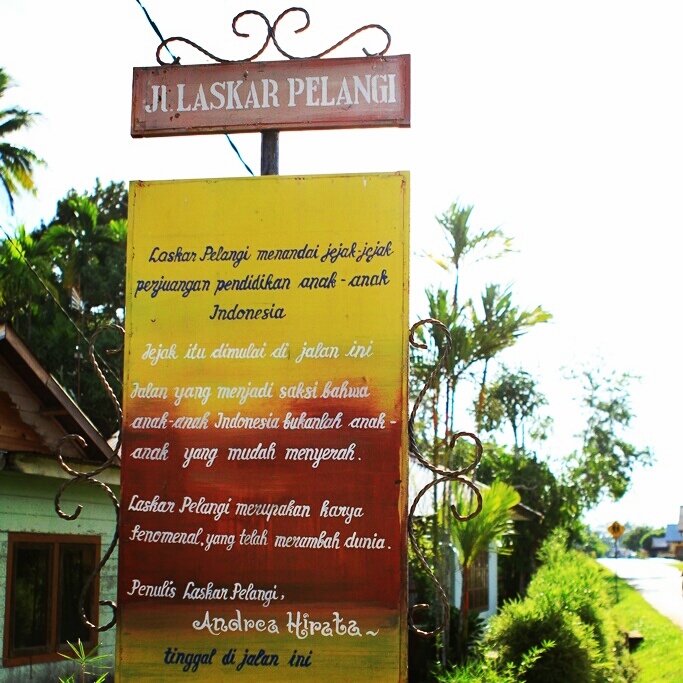 Jl. LASKAR PELANGI
Laskar Pelangi menandai jejak-jejak
perjuangan pendidikan anak-anak
Indonesia
Jejak itu dimulai di jalan ini
Jalan yang menjadi saksi bahwa
anak-anak Indonesia bukanlah anak-
anak yang mudah menyerah.
Laskar Pelangi merupakan karya
fenomenal, yang telah merambah dunia.
Penulis Laskar Pelangi,
Andrea Hirata~
tinggal di jalan ini